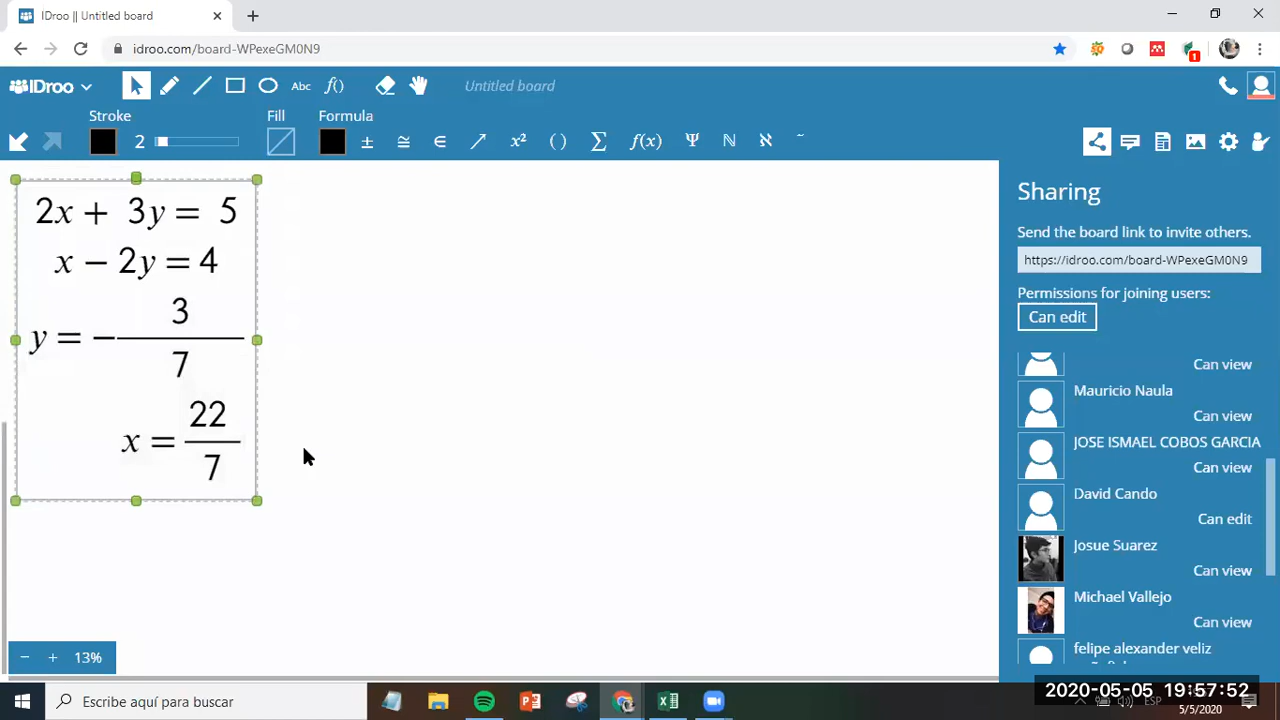 IDroo || Untitled board
idroo.com/board-WPexeGM0N9
1
IDroo
Abc
f()
Untitled board
Stroke
Fill
Formula
2
± ≅ ∈ x² ( ) ∑ f(x) Ψ ℕ ℵ ~
2x + 3y = 5
x − 2y = 4
y = − 3/7
x = 22/7
Sharing
Send the board link to invite others.
https://idroo.com/board-WPexeGM0N9
Permissions for joining users:
Can edit
Can view
Mauricio Naula
Can view
JOSE ISMAEL COBOS GARCIA
Can view
David Cando
Can edit
Josue Suarez
Can view
Michael Vallejo
Can view
felipe alexander veliz
− + 13%
Escribe aquí para buscar
2020-05-05 19:57:52
ESP
5/5/2020